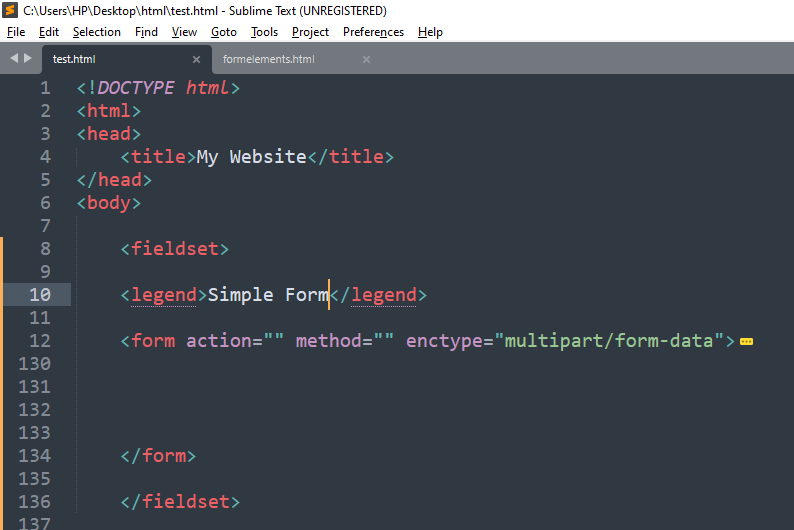 C:\Users\HP\Desktop\html\test.html - Sublime Text (UNREGISTERED)
File Edit Selection Find View Goto Tools Project Preferences Help
test.html × formelements.html ×
1 <!DOCTYPE html>
2 <html>
3 <head>
4 <title>My Website</title>
5 </head>
6 <body>
7
8 <fieldset>
9
10 <legend>Simple Form</legend>
11
12 <form action="" method="" enctype="multipart/form-data">
130
131
132
133
134 </form>
135
136 </fieldset>
137